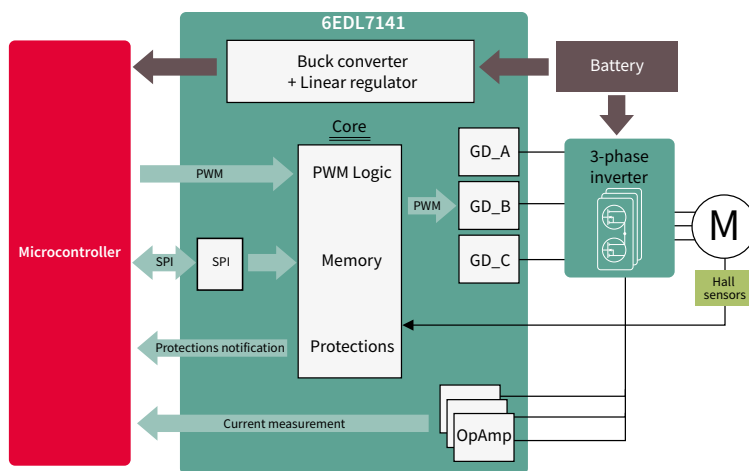 6EDL7141
Buck converter
+ Linear regulator
Battery
Core
PWM
PWM Logic
PWM
GD_A
GD_B
GD_C
3-phase
inverter
M
Hall
sensors
Microcontroller
SPI
SPI
Memory
Protections notification
Protections
Current measurement
OpAmp